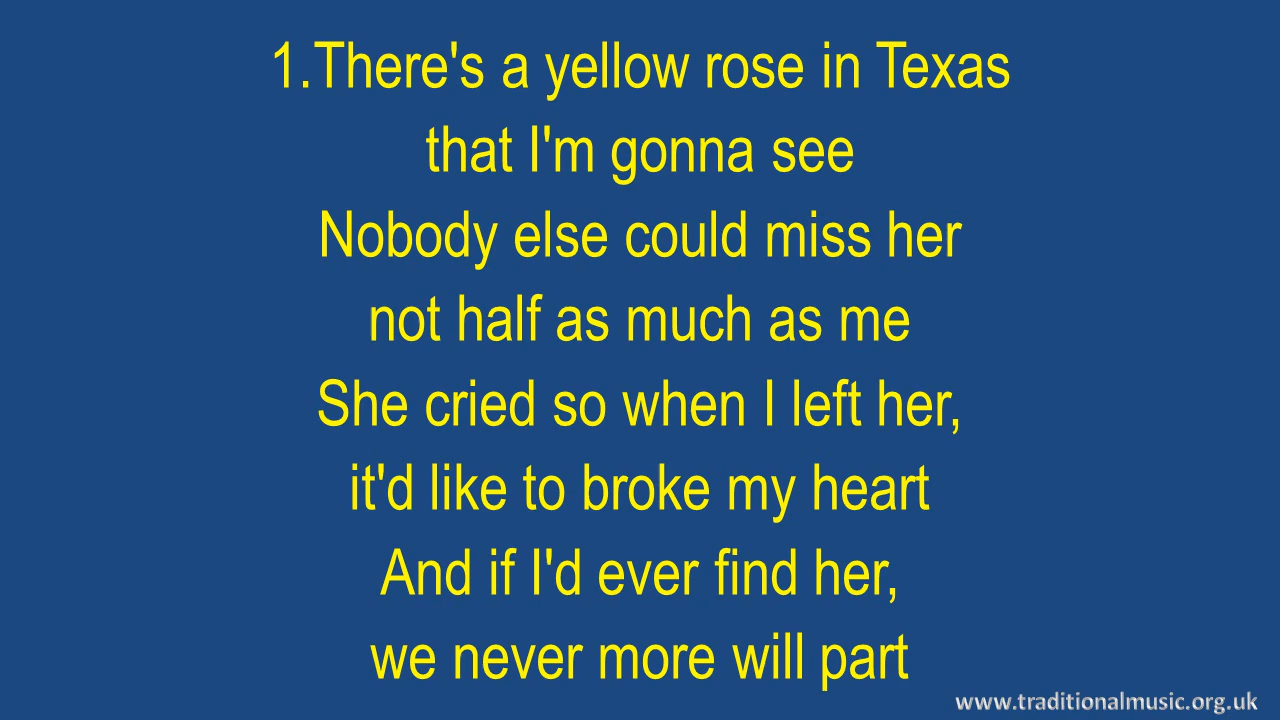 1.There's a yellow rose in Texas
that I'm gonna see
Nobody else could miss her
not half as much as me
She cried so when I left her,
it'd like to broke my heart
And if I'd ever find her,
we never more will part
www.traditionalmusic.org.uk